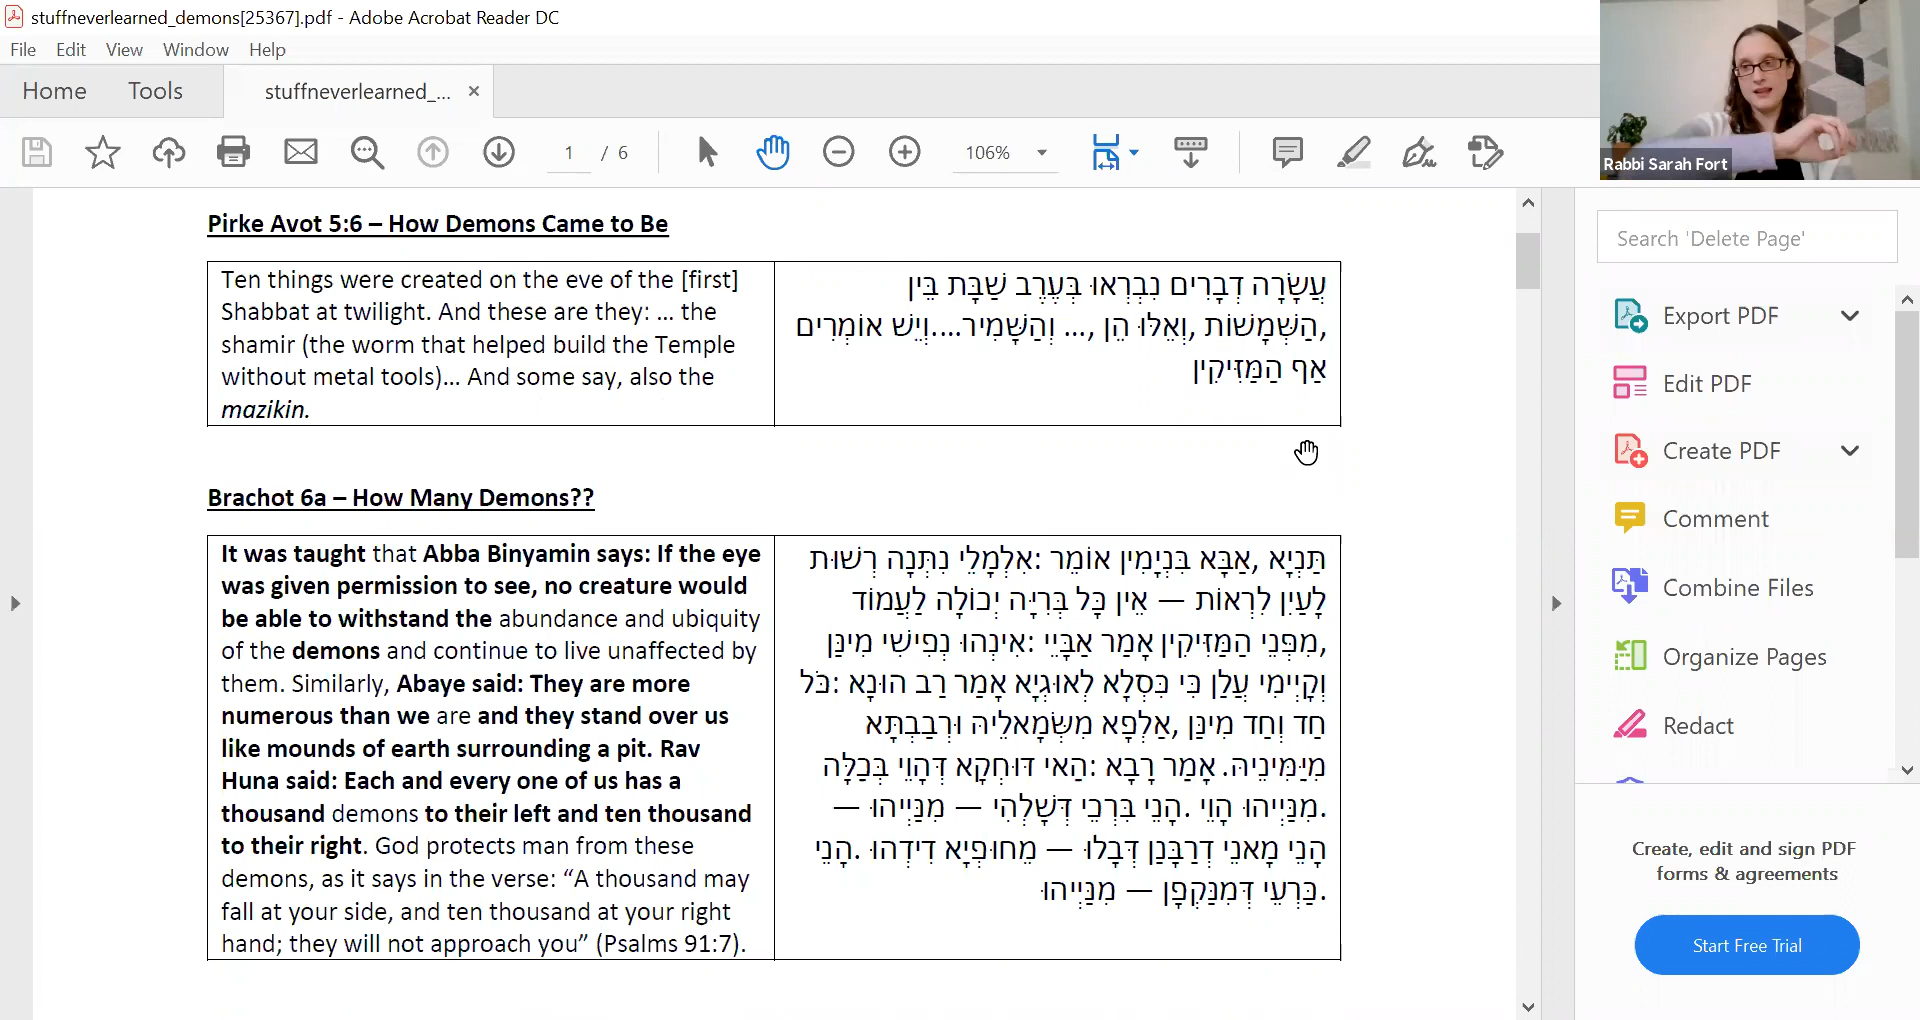 stuffneverlearned_demons[25367].pdf - Adobe Acrobat Reader DC
File Edit View Window Help
Home Tools stuffneverlearned_... ×
1 / 6 106%
Rabbi Sarah Fort
Pirke Avot 5:6 – How Demons Came to Be
Ten things were created on the eve of the [first]
Shabbat at twilight. And these are they: ... the
shamir (the worm that helped build the Temple
without metal tools)... And some say, also the
mazikin.
עֲשָׂרָה דְבָרִים נִבְרְאוּ בְּעֶרֶב שַׁבָּת בֵּין
הַשְּׁמָשׁוֹת, וְאֵלּוּ הֵן, ... וְהַשָּׁמִיר....וְיֵשׁ אוֹמְרִים,
אַף הַמַּזִּיקִין
Brachot 6a – How Many Demons??
It was taught that Abba Binyamin says: If the eye
was given permission to see, no creature would
be able to withstand the abundance and ubiquity
of the demons and continue to live unaffected by
them. Similarly, Abaye said: They are more
numerous than we are and they stand over us
like mounds of earth surrounding a pit. Rav
Huna said: Each and every one of us has a
thousand demons to their left and ten thousand
to their right. God protects man from these
demons, as it says in the verse: “A thousand may
fall at your side, and ten thousand at your right
hand; they will not approach you” (Psalms 91:7).
תַּנְיָא, אַבָּא בִּנְיָמִין אוֹמֵר: אִלְמָלֵי נִתְּנָה רְשׁוּת
לָעַיִן לִרְאוֹת — אֵין כָּל בְּרִיָּה יְכוֹלָה לַעֲמוֹד
מִפְּנֵי הַמַּזִּיקִין אָמַר אַבָּיֵי: אִינְהוּ נְפִישִׁי מִינַּן,
וְקָיְימִי עֲלַן כִּי כִּסְלָא לְאוּגְיָא אָמַר רַב הוּנָא: כֹּל
חַד וְחַד מִינַּן, אַלְפָא מִשְּׂמָאלֵיהּ וּרְבַבְתָּא
מִיַּמִּינֵיהּ. אָמַר רָבָא: הַאי דּוּחְקָא דְּהָוֵי בְּכַלָּה
מִנַּיְיהוּ הָוֵי. הָנֵי בִּרְכֵי דְּשָׁלְהִי — מִנַּיְיהוּ —.
הָנֵי מָאנֵי דְרַבָּנַן דְּבָלוּ — מֵחוּפְיָא דִידְהוּ. הָנֵי
כַּרְעֵי דְּמִנַּקְפָן — מִנַּיְיהוּ.
Search 'Delete Page'
Export PDF
Edit PDF
Create PDF
Comment
Combine Files
Organize Pages
Redact
Create, edit and sign PDF
forms & agreements
Start Free Trial